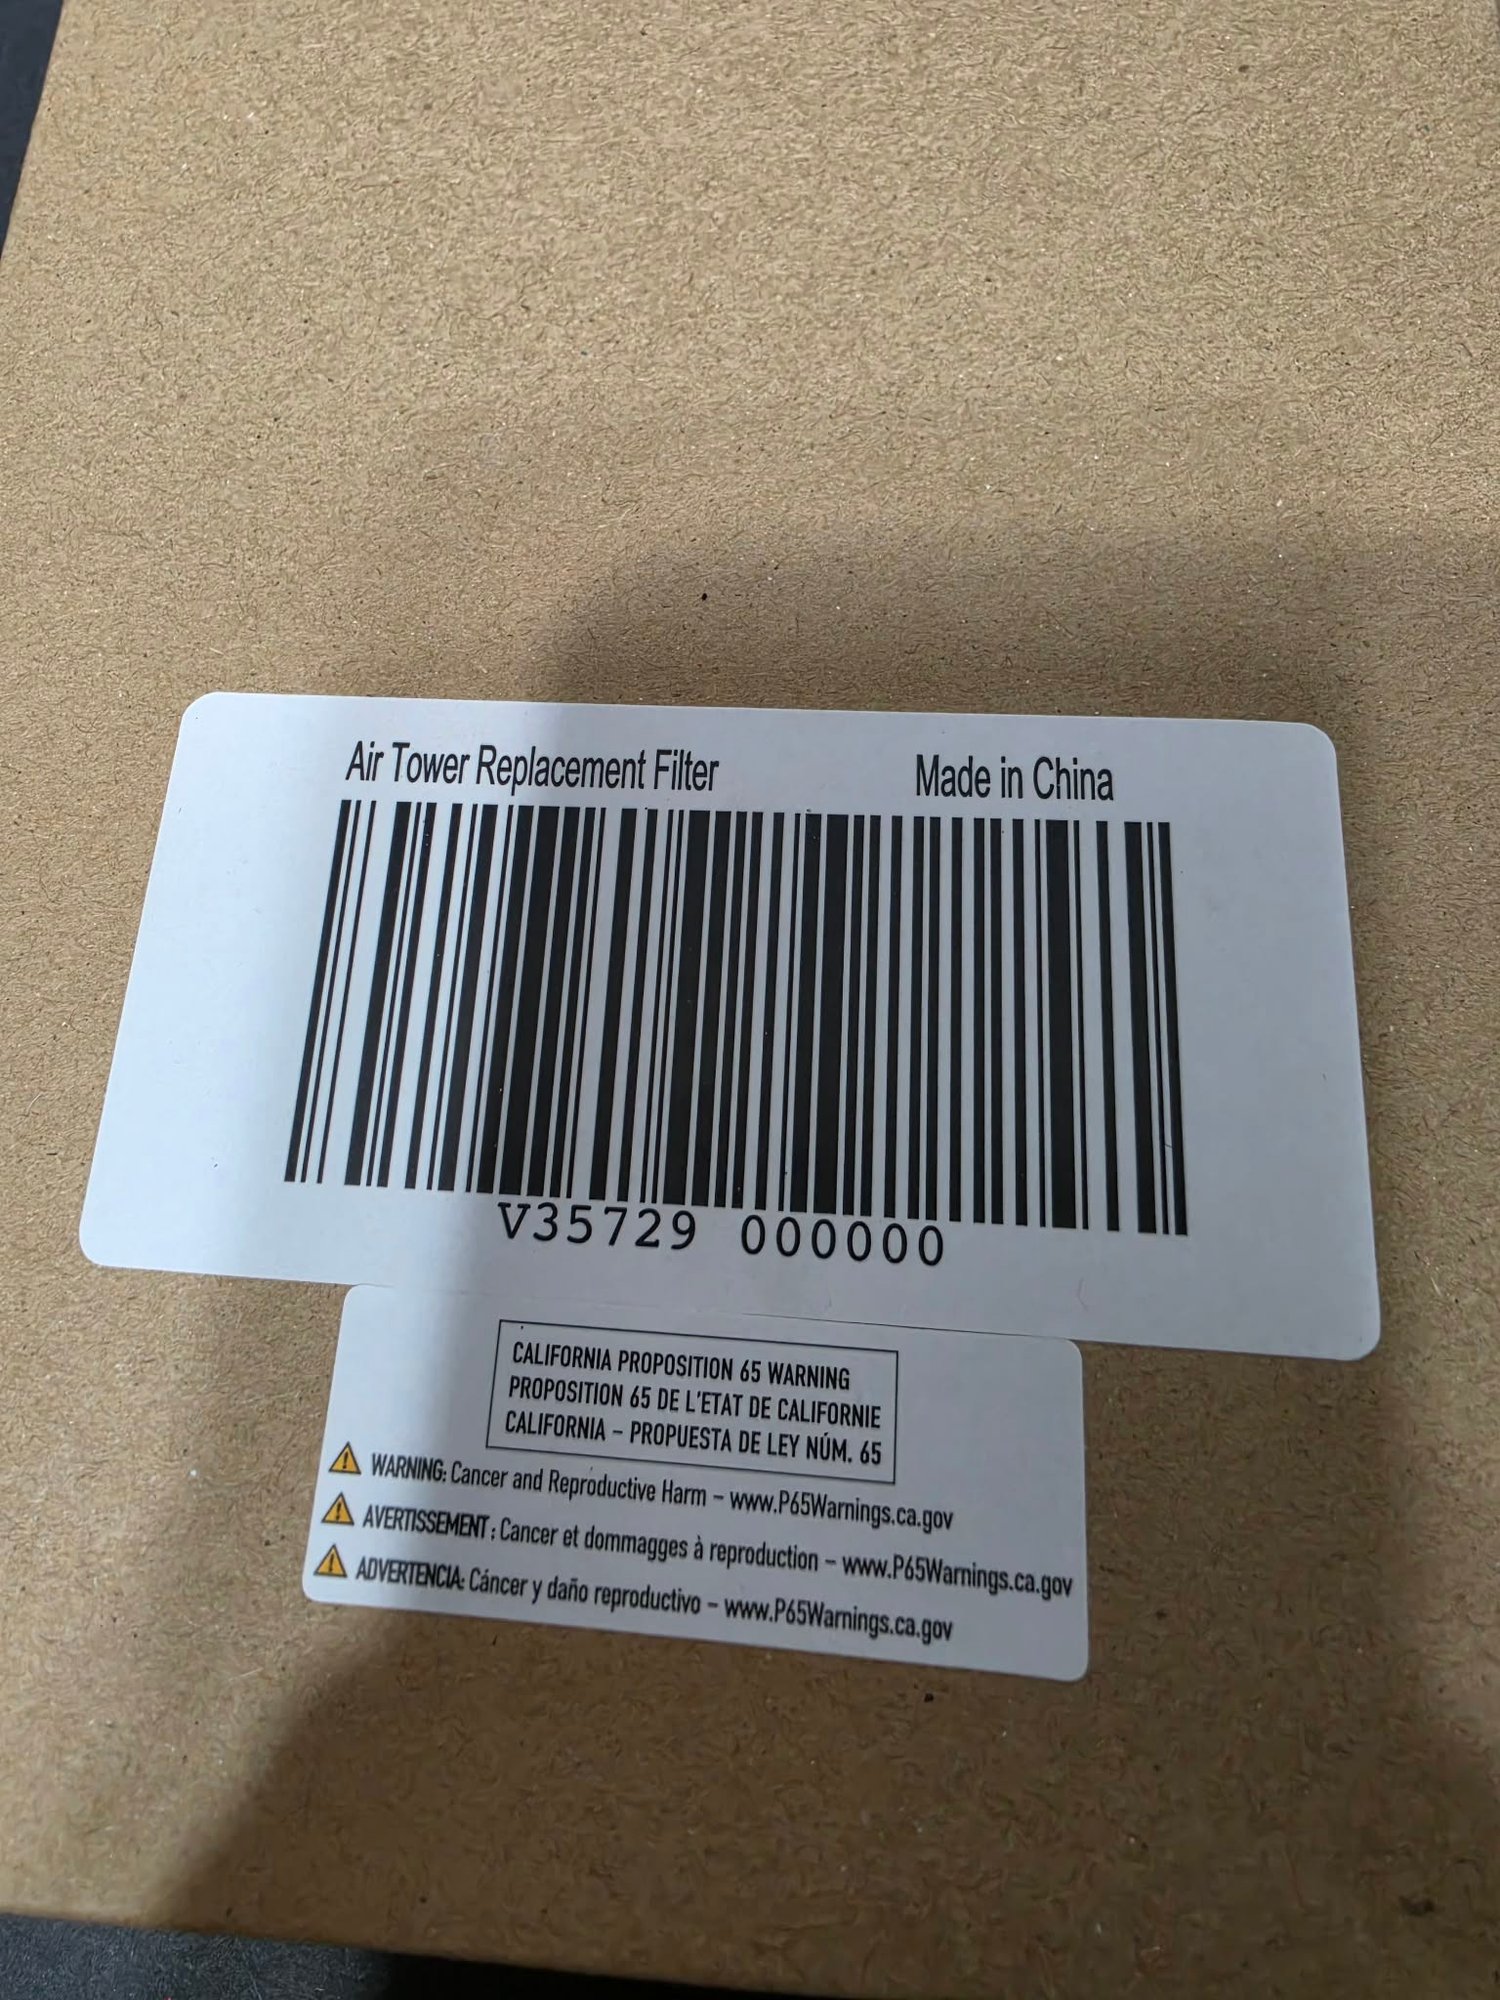 Air Tower Replacement Filter Made in China
V35729 000000
CALIFORNIA PROPOSITION 65 WARNING
PROPOSITION 65 DE L'ETAT DE CALIFORNIE
CALIFORNIA – PROPUESTA DE LEY NÚM. 65
WARNING: Cancer and Reproductive Harm – www.P65Warnings.ca.gov
AVERTISSEMENT : Cancer et dommagges à reproduction – www.P65Warnings.ca.gov
ADVERTENCIA: Cáncer y daño reproductivo – www.P65Warnings.ca.gov